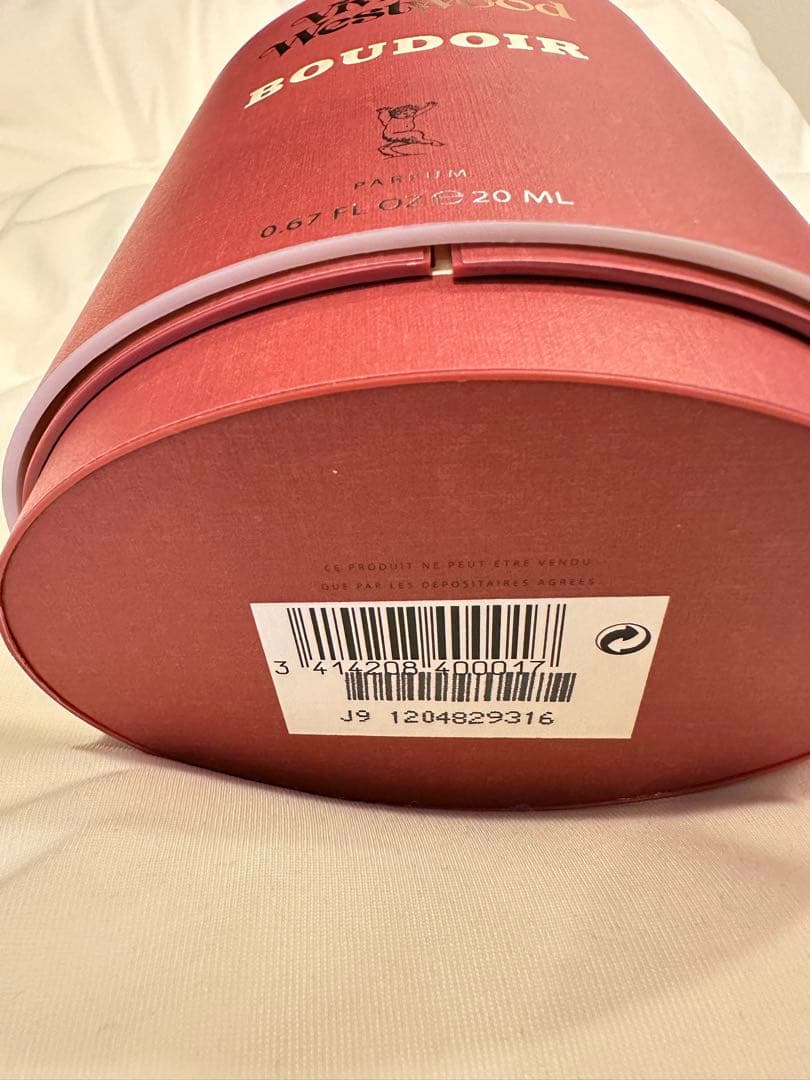 Westwood
BOUDOIR
PARFUM
0.67 FL OZ e 20 ML
CE PRODUIT NE PEUT ETRE VENDU
QUE PAR LES DEPOSITAIRES AGREES
3 414208 400017
J9 1204829316